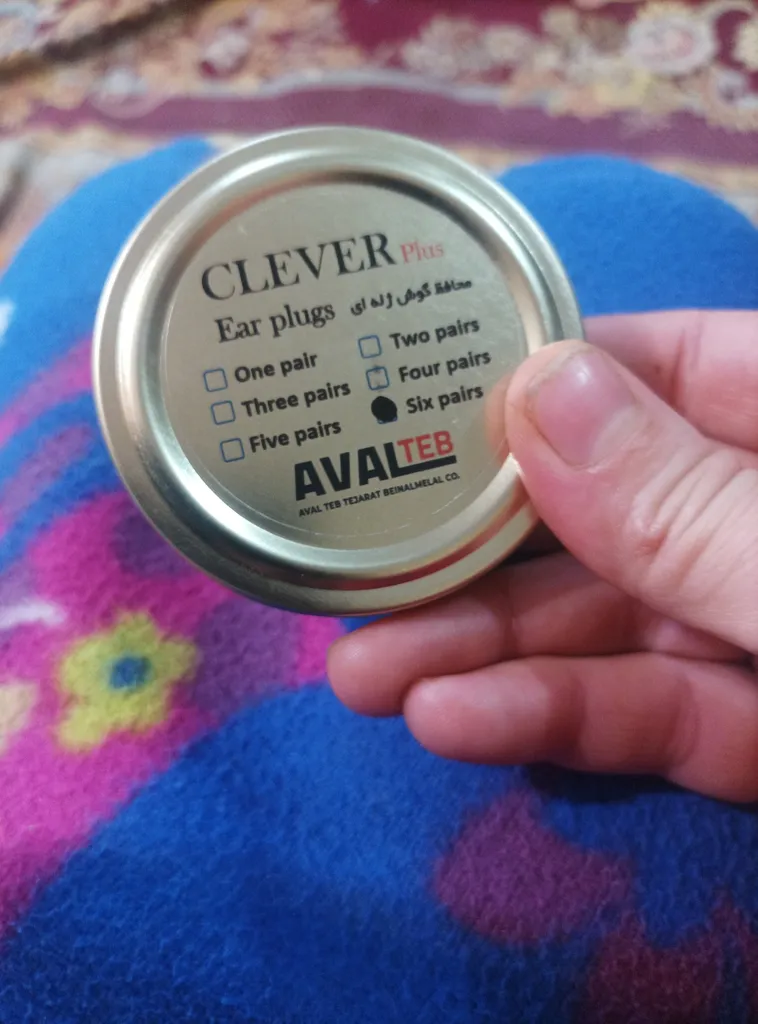 CLEVER Plus
Ear plugs محافظ گوش ژله ای
One pair Two pairs
Three pairs Four pairs
Five pairs Six pairs
AVALTEB
AVAL TEB TEJARAT BEINALMELAL CO.